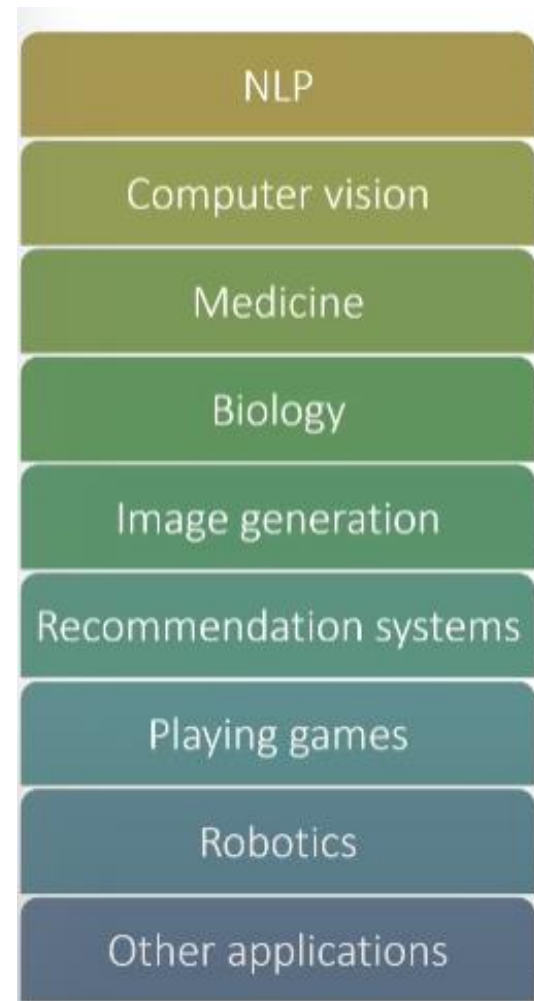 NLP
Computer vision
Medicine
Biology
Image generation
Recommendation systems
Playing games
Robotics
Other applications